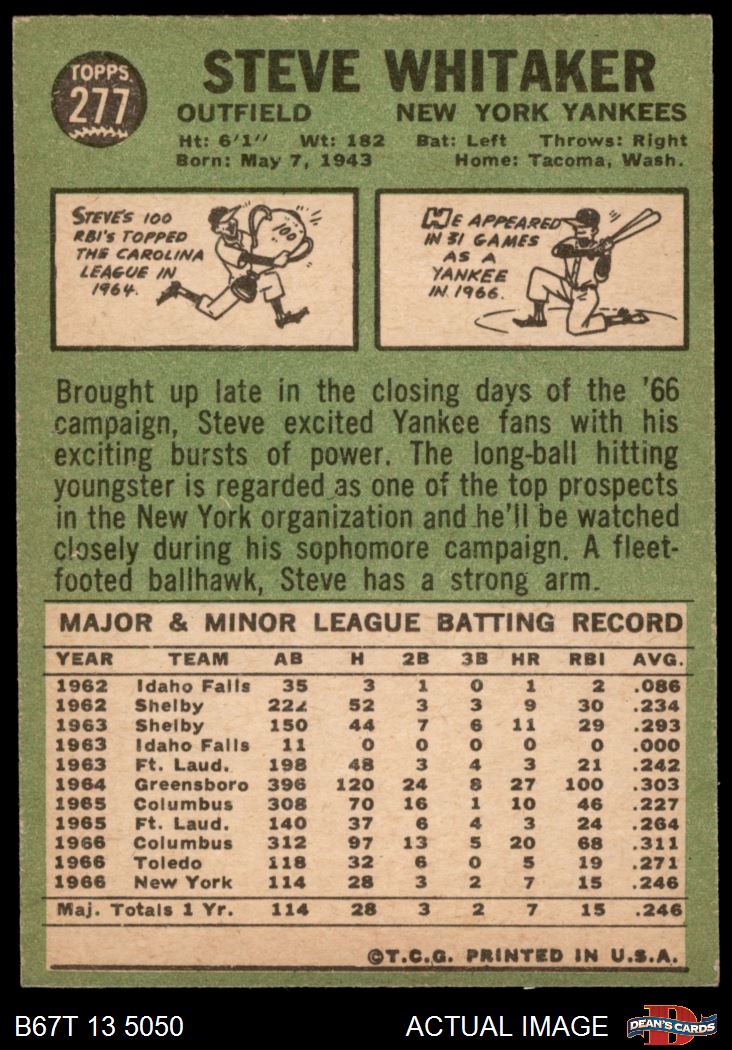 TOPPS
277
STEVE WHITAKER
OUTFIELD NEW YORK YANKEES
Ht: 6'1" Wt: 182 Bat: Left Throws: Right
Born: May 7, 1943 Home: Tacoma, Wash.
STEVE'S 100
RBI'S TOPPED
THE CAROLINA
LEAGUE IN
1964.
100
HE APPEARED
IN 31 GAMES
AS A
YANKEE
IN 1966.
Brought up late in the closing days of the '66
campaign, Steve excited Yankee fans with his
exciting bursts of power. The long-ball hitting
youngster is regarded as one of the top prospects
in the New York organization and he'll be watched
closely during his sophomore campaign. A fleet-
footed ballhawk, Steve has a strong arm.
MAJOR & MINOR LEAGUE BATTING RECORD
YEAR TEAM AB H 2B 3B HR RBI AVG.
1962 Idaho Falls 35 3 1 0 1 2 .086
1962 Shelby 222 52 3 3 9 30 .234
1963 Shelby 150 44 7 6 11 29 .293
1963 Idaho Falls 11 0 0 0 0 0 .000
1963 Ft. Laud. 198 48 3 4 3 21 .242
1964 Greensboro 396 120 24 8 27 100 .303
1965 Columbus 308 70 16 1 10 46 .227
1965 Ft. Laud. 140 37 6 4 3 24 .264
1966 Columbus 312 97 13 5 20 68 .311
1966 Toledo 118 32 6 0 5 19 .271
1966 New York 114 28 3 2 7 15 .246
Maj. Totals 1 Yr. 114 28 3 2 7 15 .246
©T.C.G. PRINTED IN U.S.A.
B67T 13 5050 ACTUAL IMAGE D DEAN'S CARDS